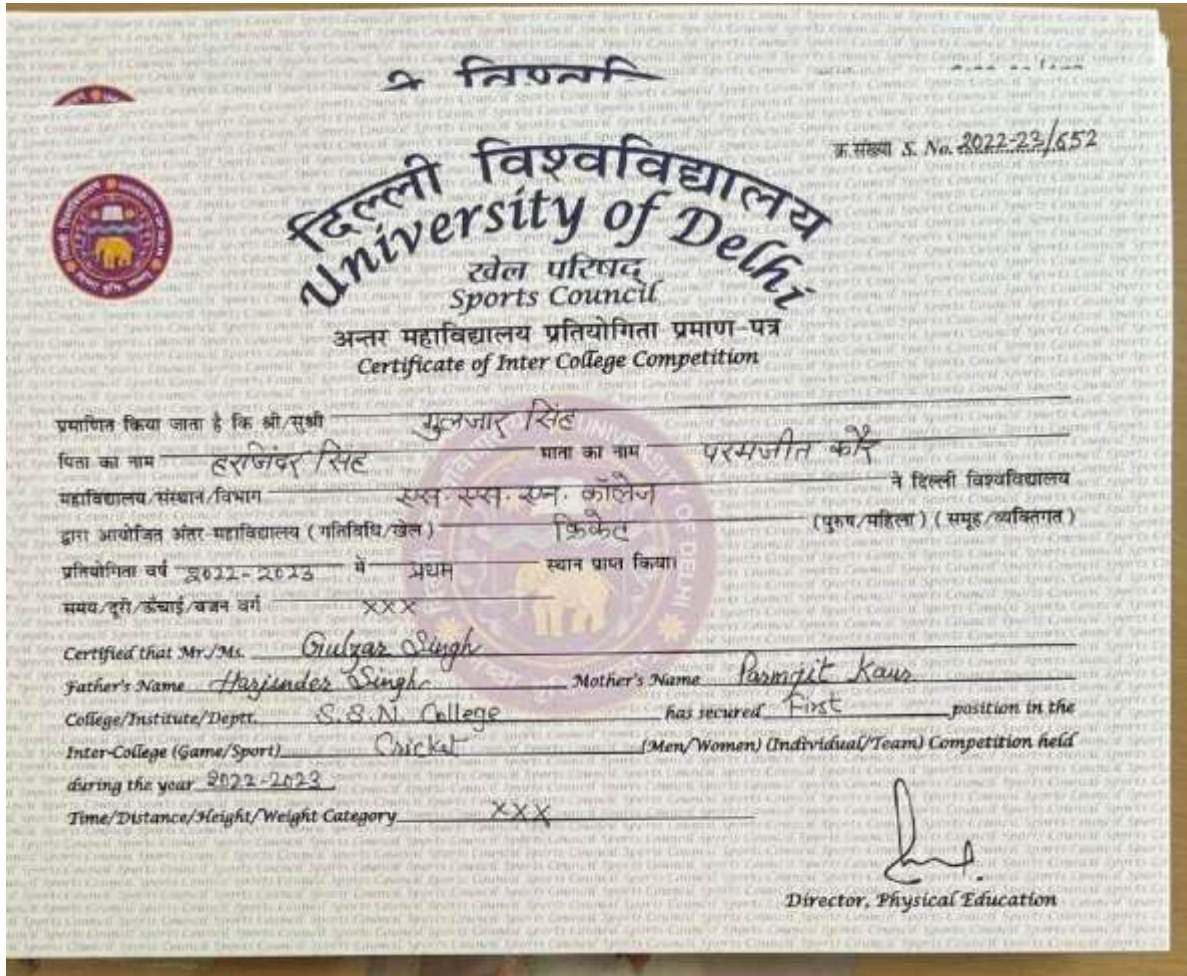 क्र.संख्या S. No. 2022-23/652
दिल्ली विश्वविद्यालय
University of Delhi
खेल परिषद्
Sports Council
अन्तर महाविद्यालय प्रतियोगिता प्रमाण-पत्र
Certificate of Inter College Competition
प्रमाणित किया जाता है कि श्री/सुश्री गुलजार सिंह
पिता का नाम हरजिंदर सिंह माता का नाम परमजीत कौर
महाविद्यालय/संस्थान/विभाग एस. एस. एन. कॉलेज ने दिल्ली विश्वविद्यालय
द्वारा आयोजित अंतर महाविद्यालय (गतिविधि/खेल) क्रिकेट (पुरुष/महिला) (समूह/व्यक्तिगत)
प्रतियोगिता वर्ष 2022-2023 में प्रथम स्थान प्राप्त किया।
समय/दूरी/ऊँचाई/वजन वर्ग xxx
Certified that Mr./Ms. Gulzar Singh
Father's Name Harjinder Singh Mother's Name Parmjit Kaur
College/Institute/Deptt. S.S.N. College has secured First position in the
Inter-College (Game/Sport) Cricket (Men/Women) (Individual/Team) Competition held
during the year 2022-2023
Time/Distance/Height/Weight Category xxx
Director, Physical Education